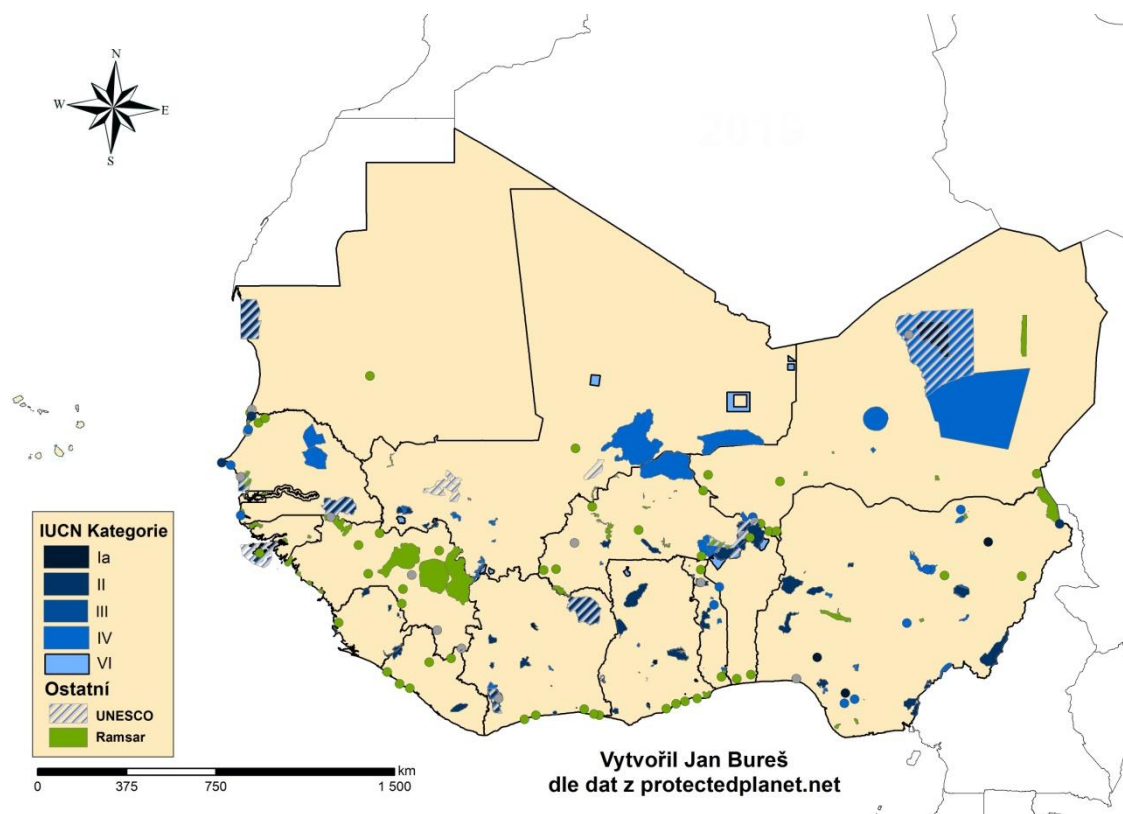 2018
N
W
E
S
IUCN Kategorie
Ia
II
III
IV
VI
Ostatní
UNESCO
Ramsar
km
0 375 750 1 500
Vytvořil Jan Bureš
dle dat z protectedplanet.net